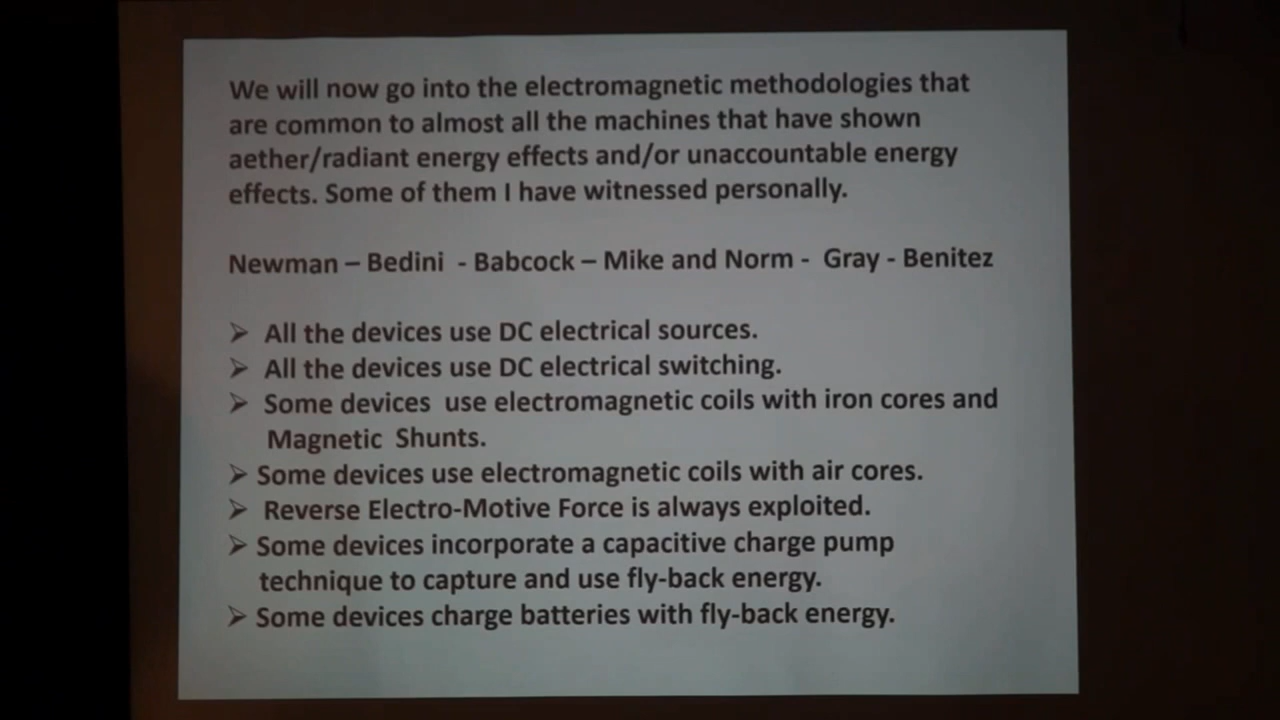 We will now go into the electromagnetic methodologies that
are common to almost all the machines that have shown
aether/radiant energy effects and/or unaccountable energy
effects. Some of them I have witnessed personally.
Newman – Bedini - Babcock – Mike and Norm - Gray - Benitez
➢ All the devices use DC electrical sources.
➢ All the devices use DC electrical switching.
➢ Some devices use electromagnetic coils with iron cores and
Magnetic Shunts.
➢ Some devices use electromagnetic coils with air cores.
➢ Reverse Electro-Motive Force is always exploited.
➢ Some devices incorporate a capacitive charge pump
technique to capture and use fly-back energy.
➢ Some devices charge batteries with fly-back energy.